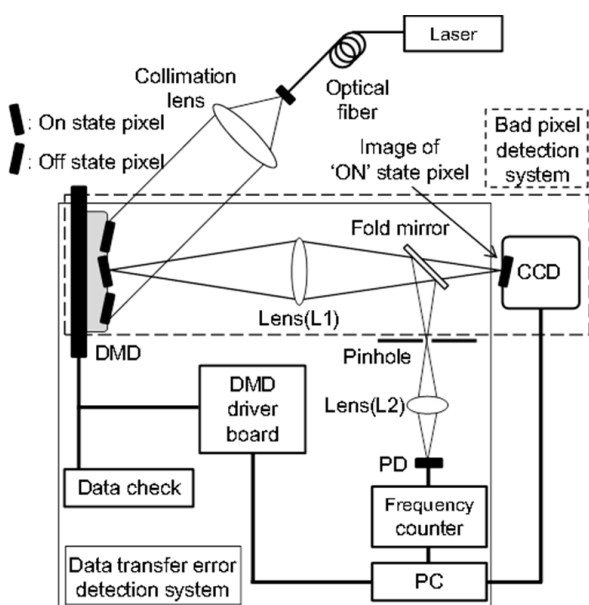 Laser
Collimation
lens
Optical
fiber
: On state pixel
: Off state pixel
Image of
'ON' state pixel
Bad pixel
detection
system
Fold mirror
CCD
Lens(L1)
DMD
Pinhole
DMD
driver
board
Lens(L2)
PD
Data check
Frequency
counter
Data transfer error
detection system
PC